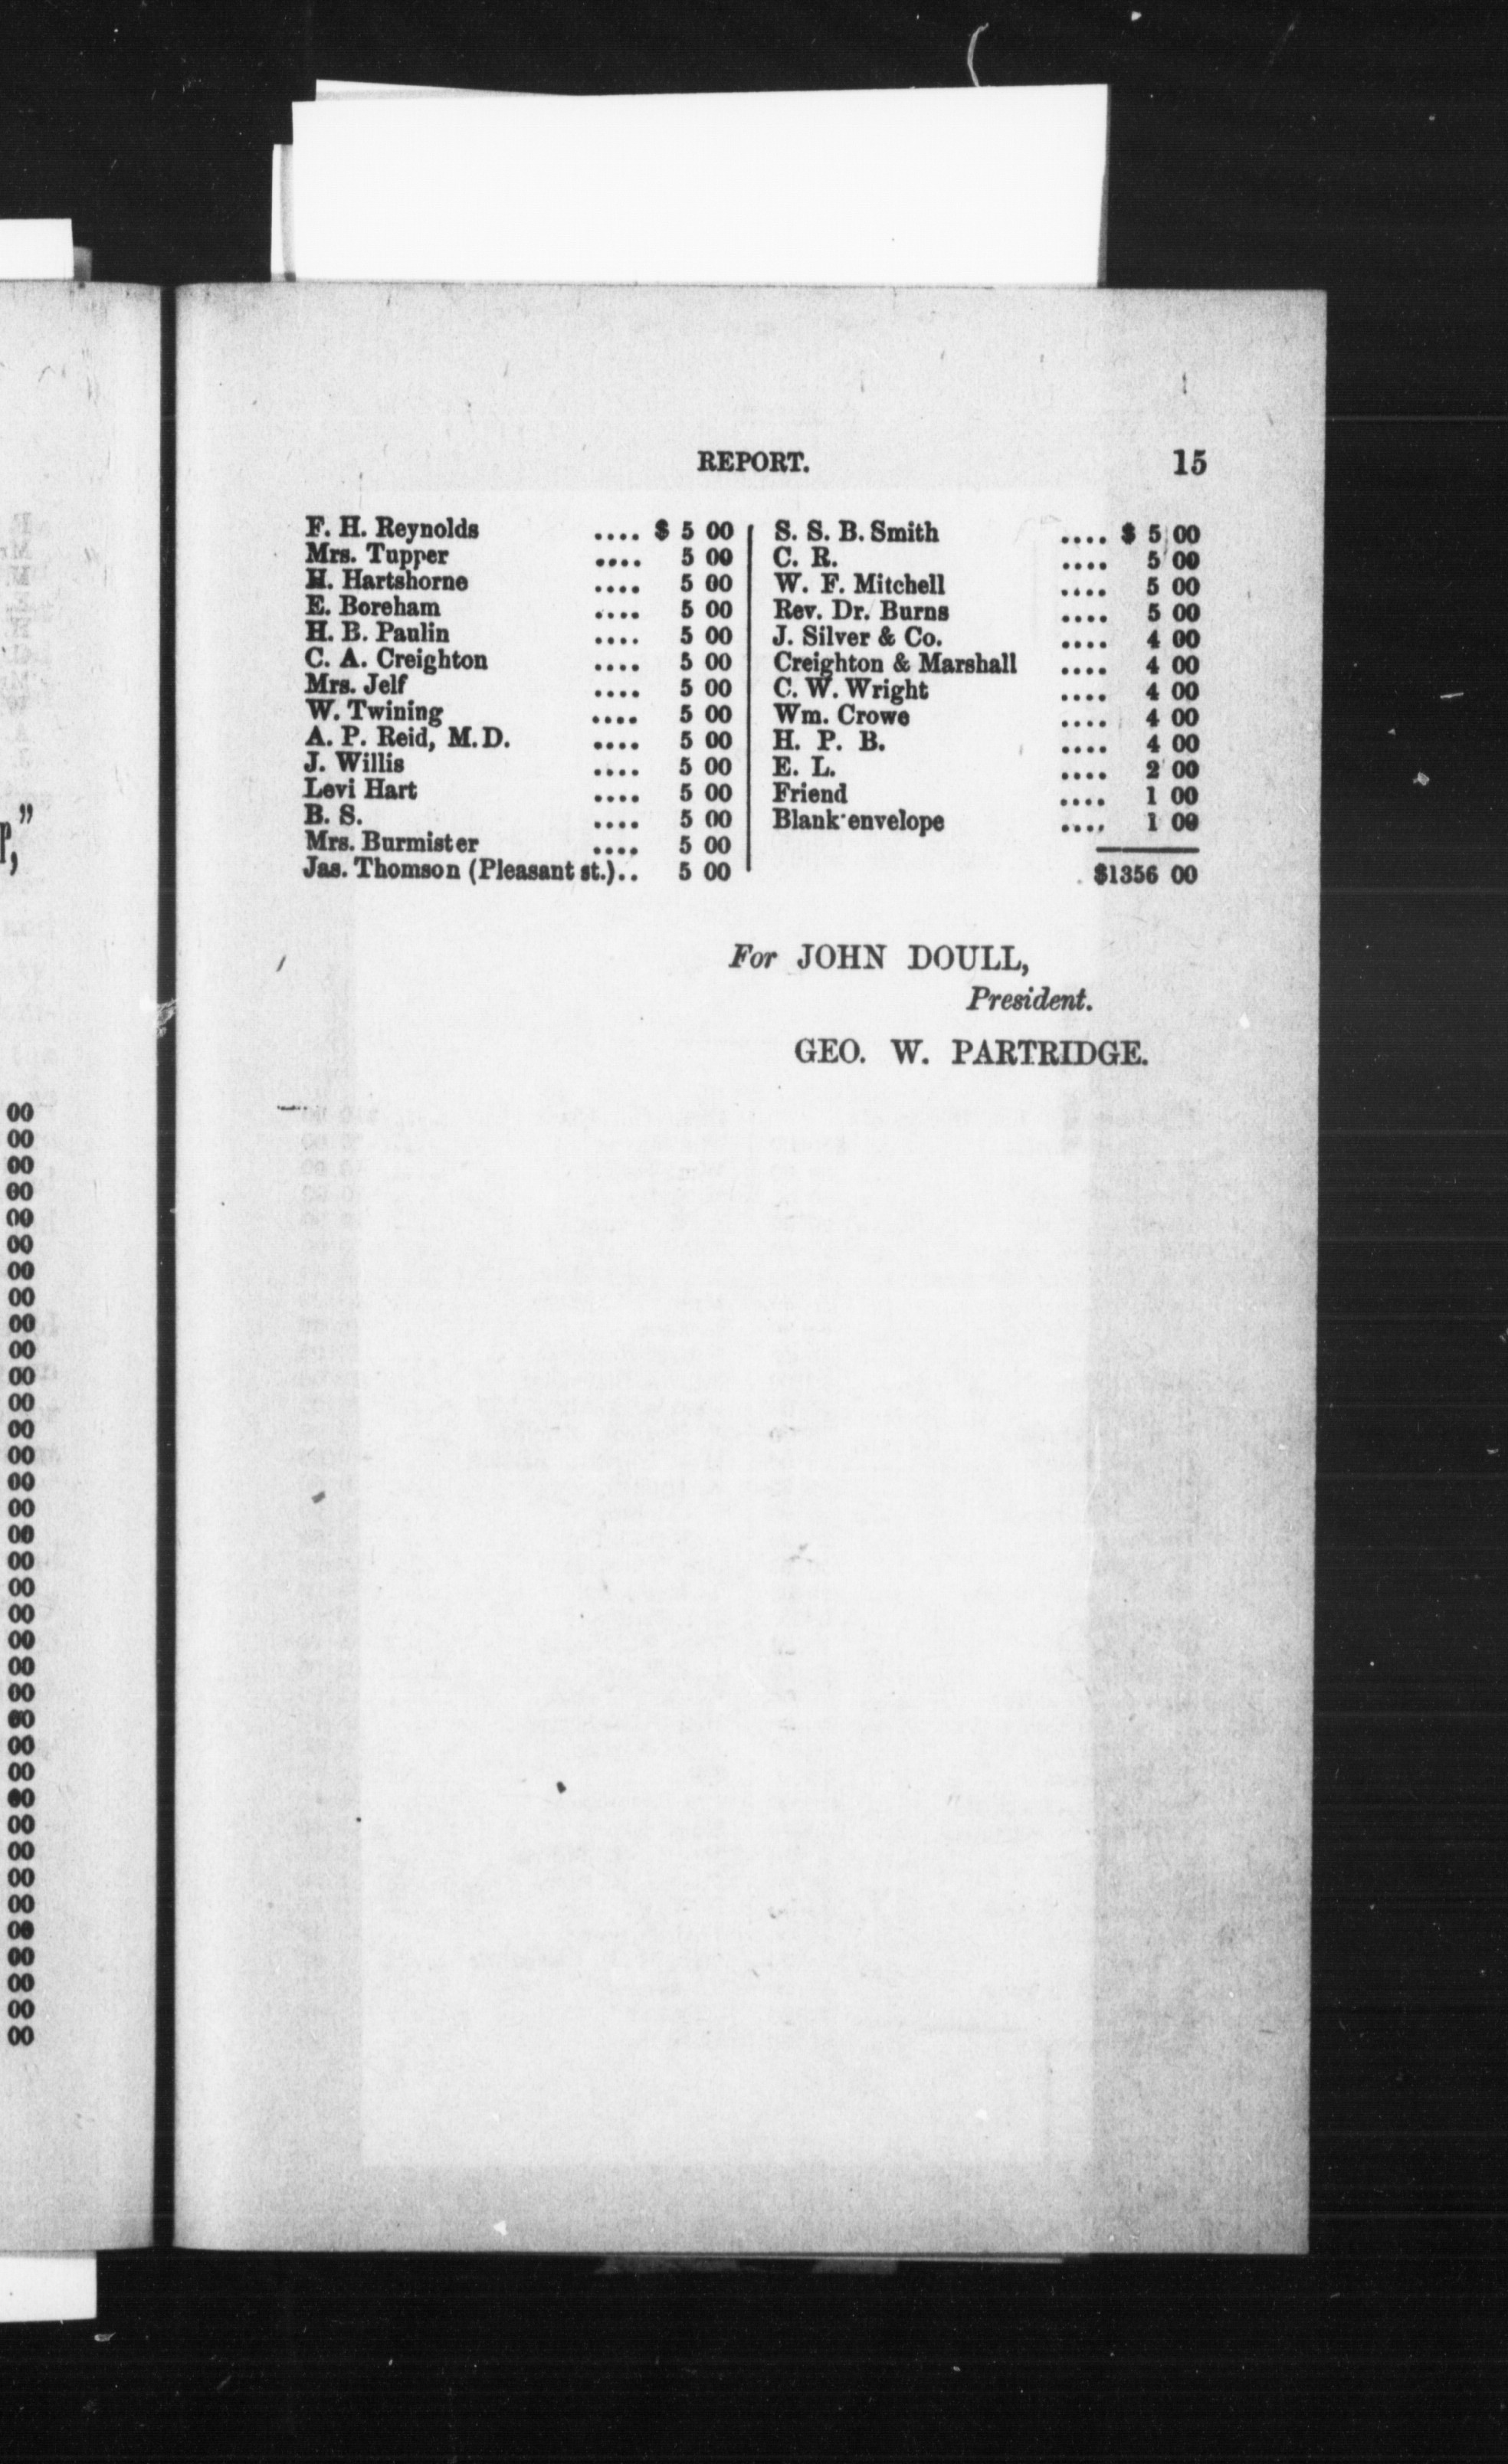 REPORT. 15
F. H. Reynolds .... $ 5 00
Mrs. Tupper .... 5 00
H. Hartshorne .... 5 00
E. Boreham .... 5 00
H. B. Paulin .... 5 00
C. A. Creighton .... 5 00
Mrs. Jelf .... 5 00
W. Twining .... 5 00
A. P. Reid, M.D. .... 5 00
J. Willis .... 5 00
Levi Hart .... 5 00
B. S. .... 5 00
Mrs. Burmister .... 5 00
Jas. Thomson (Pleasant st.).. 5 00
S. S. B. Smith .... $ 5 00
C. R. .... 5 00
W. F. Mitchell .... 5 00
Rev. Dr. Burns .... 5 00
J. Silver & Co. .... 4 00
Creighton & Marshall .... 4 00
C. W. Wright .... 4 00
Wm. Crowe .... 4 00
H. P. B. .... 4 00
E. L. .... 2 00
Friend .... 1 00
Blank envelope .... 1 00
$1356 00
For JOHN DOULL,
President.
GEO. W. PARTRIDGE.